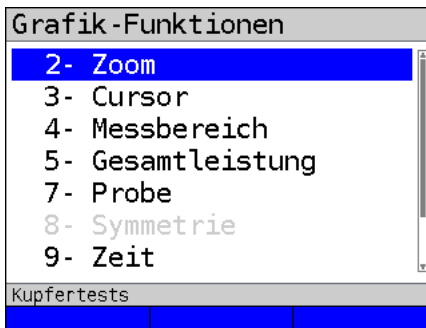 Grafik-Funktionen
2- Zoom
3- Cursor
4- Messbereich
5- Gesamtleistung
7- Probe
8- Symmetrie
9- Zeit
Kupfertests